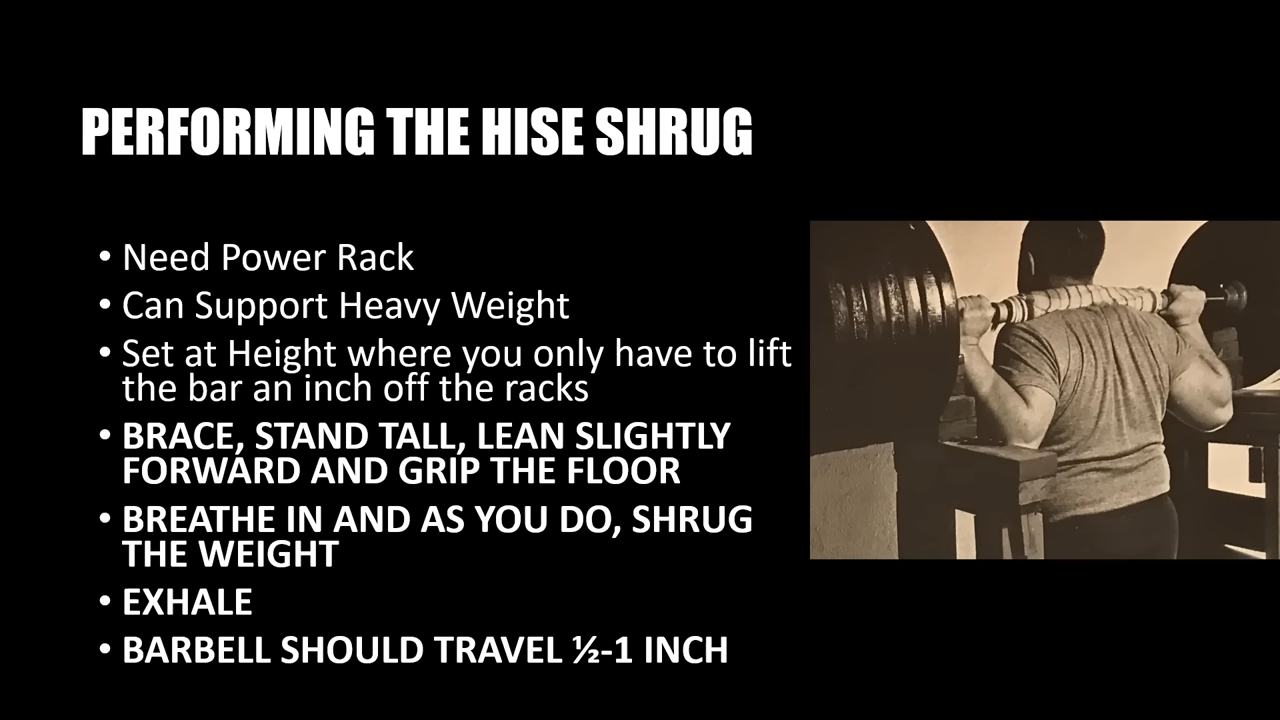 PERFORMING THE HISE SHRUG
• Need Power Rack
• Can Support Heavy Weight
• Set at Height where you only have to lift
the bar an inch off the racks
• BRACE, STAND TALL, LEAN SLIGHTLY
FORWARD AND GRIP THE FLOOR
• BREATHE IN AND AS YOU DO, SHRUG
THE WEIGHT
• EXHALE
• BARBELL SHOULD TRAVEL ½-1 INCH